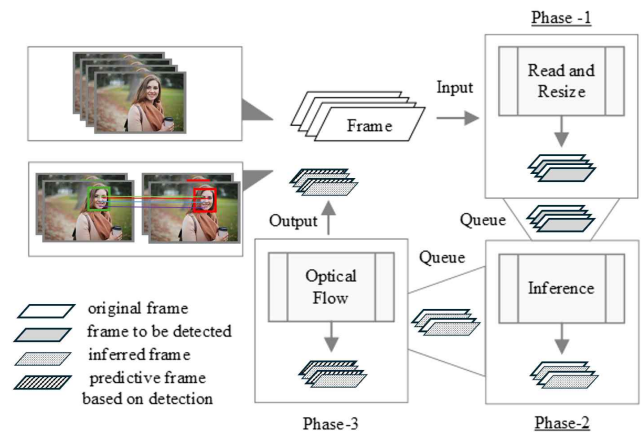 Phase -1
Read and
Resize
Input
Frame
Output
Queue
Queue
Optical
Flow
Inference
original frame
frame to be detected
inferred frame
predictive frame
based on detection
Phase-3
Phase-2